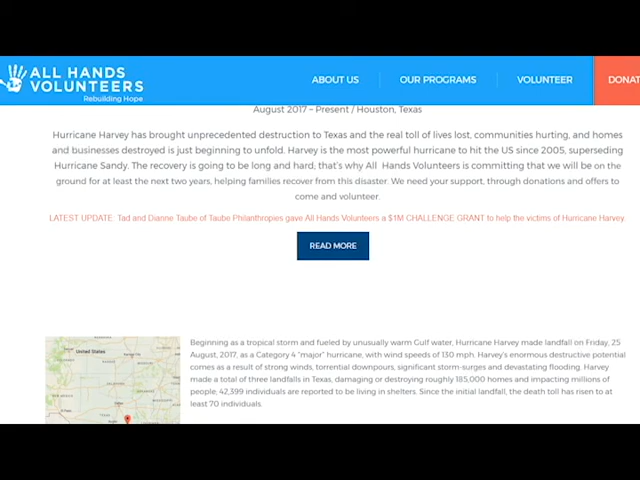 ALL HANDS
VOLUNTEERS
Rebuilding Hope
ABOUT US
OUR PROGRAMS
VOLUNTEER
DONAT
August 2017 – Present / Houston, Texas
Hurricane Harvey has brought unprecedented destruction to Texas and the real toll of lives lost, communities hurting, and homes
and businesses destroyed is just beginning to unfold. Harvey is the most powerful hurricane to hit the US since 2005, superseding
Hurricane Sandy. The recovery is going to be long and hard, that's why All Hands Volunteers is committing that we will be on the
ground for at least the next two years, helping families recover from this disaster. We need your support, through donations and offers to
come and volunteer.
LATEST UPDATE: Tad and Dianne Taube of Taube Philanthropies gave All Hands Volunteers a $1M CHALLENGE GRANT to help the victims of Hurricane Harvey.
READ MORE
Beginning as a tropical storm and fueled by unusually warm Gulf water, Hurricane Harvey made landfall on Friday, 25
August, 2017, as a Category 4 "major" hurricane, with wind speeds of 130 mph. Harvey's enormous destructive potential
comes as a result of strong winds, torrential downpours, significant storm-surges and devastating flooding. Harvey
made a total of three landfalls in Texas, damaging or destroying roughly 185,000 homes and impacting millions of
people; 42,399 individuals are reported to be living in shelters. Since the initial landfall, the death toll has risen to at
least 70 individuals.
United States